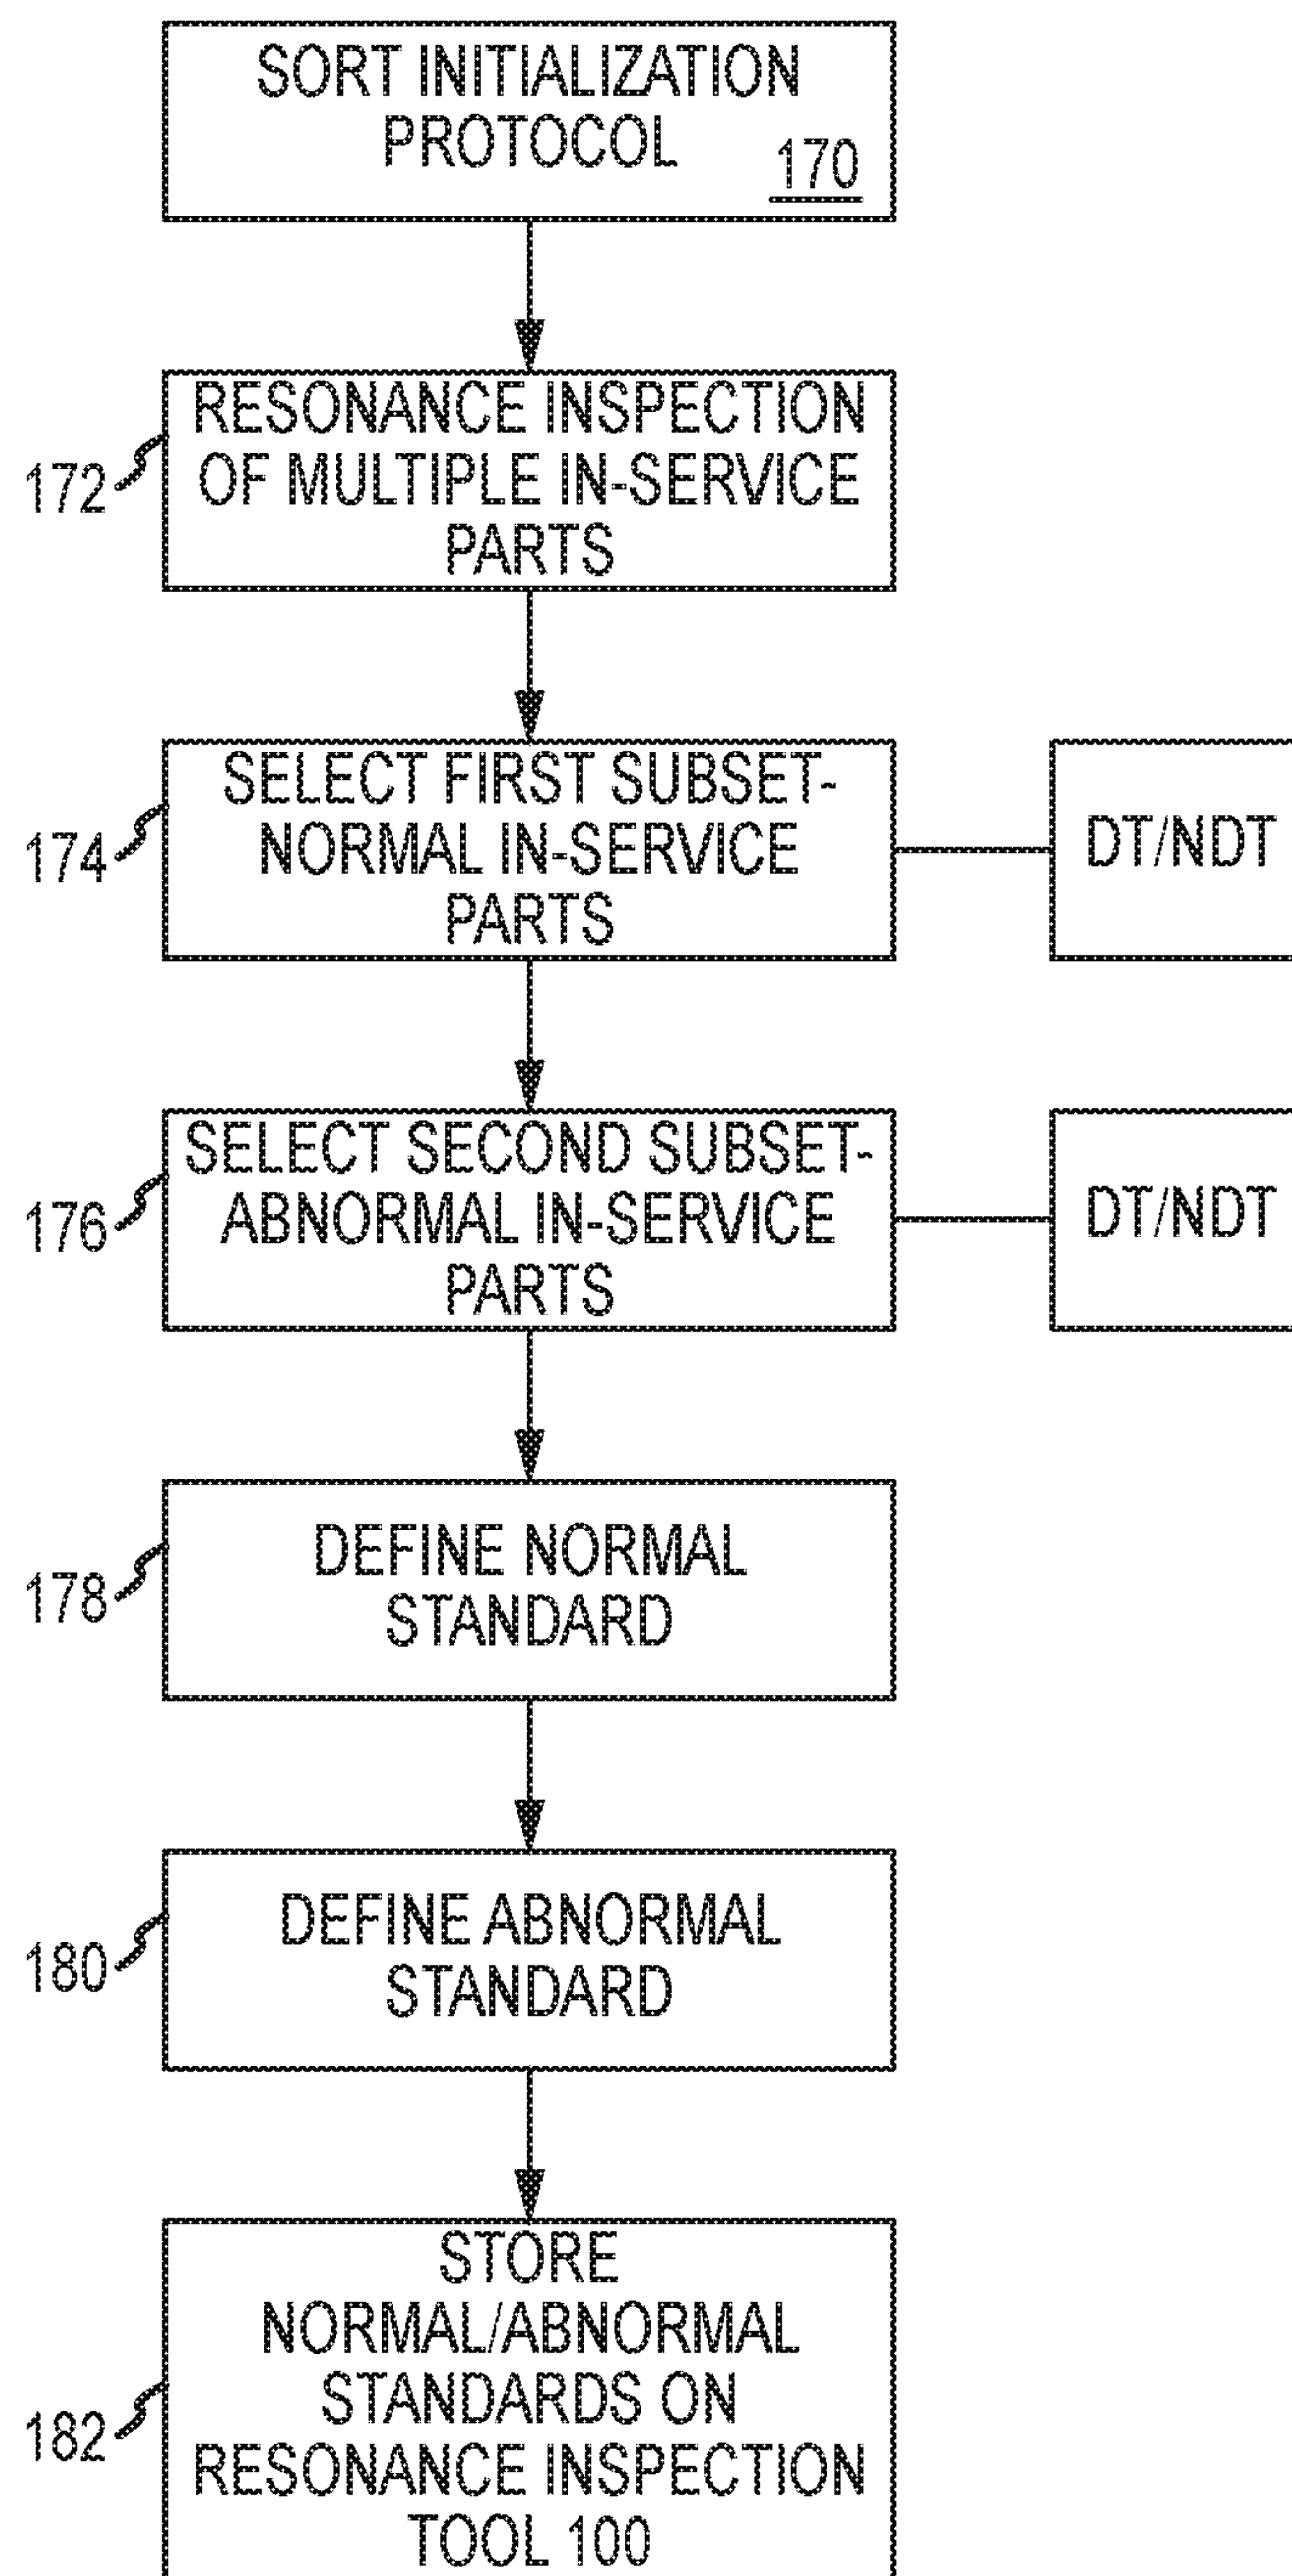 SORT INITIALIZATION
PROTOCOL
170
RESONANCE INSPECTION
OF MULTIPLE IN-SERVICE
PARTS
172
SELECT FIRST SUBSET-
NORMAL IN-SERVICE
PARTS
174
DT/NDT
SELECT SECOND SUBSET-
ABNORMAL IN-SERVICE
PARTS
176
DT/NDT
DEFINE NORMAL
STANDARD
178
DEFINE ABNORMAL
STANDARD
180
STORE
NORMAL/ABNORMAL
STANDARDS ON
RESONANCE INSPECTION
TOOL 100
182